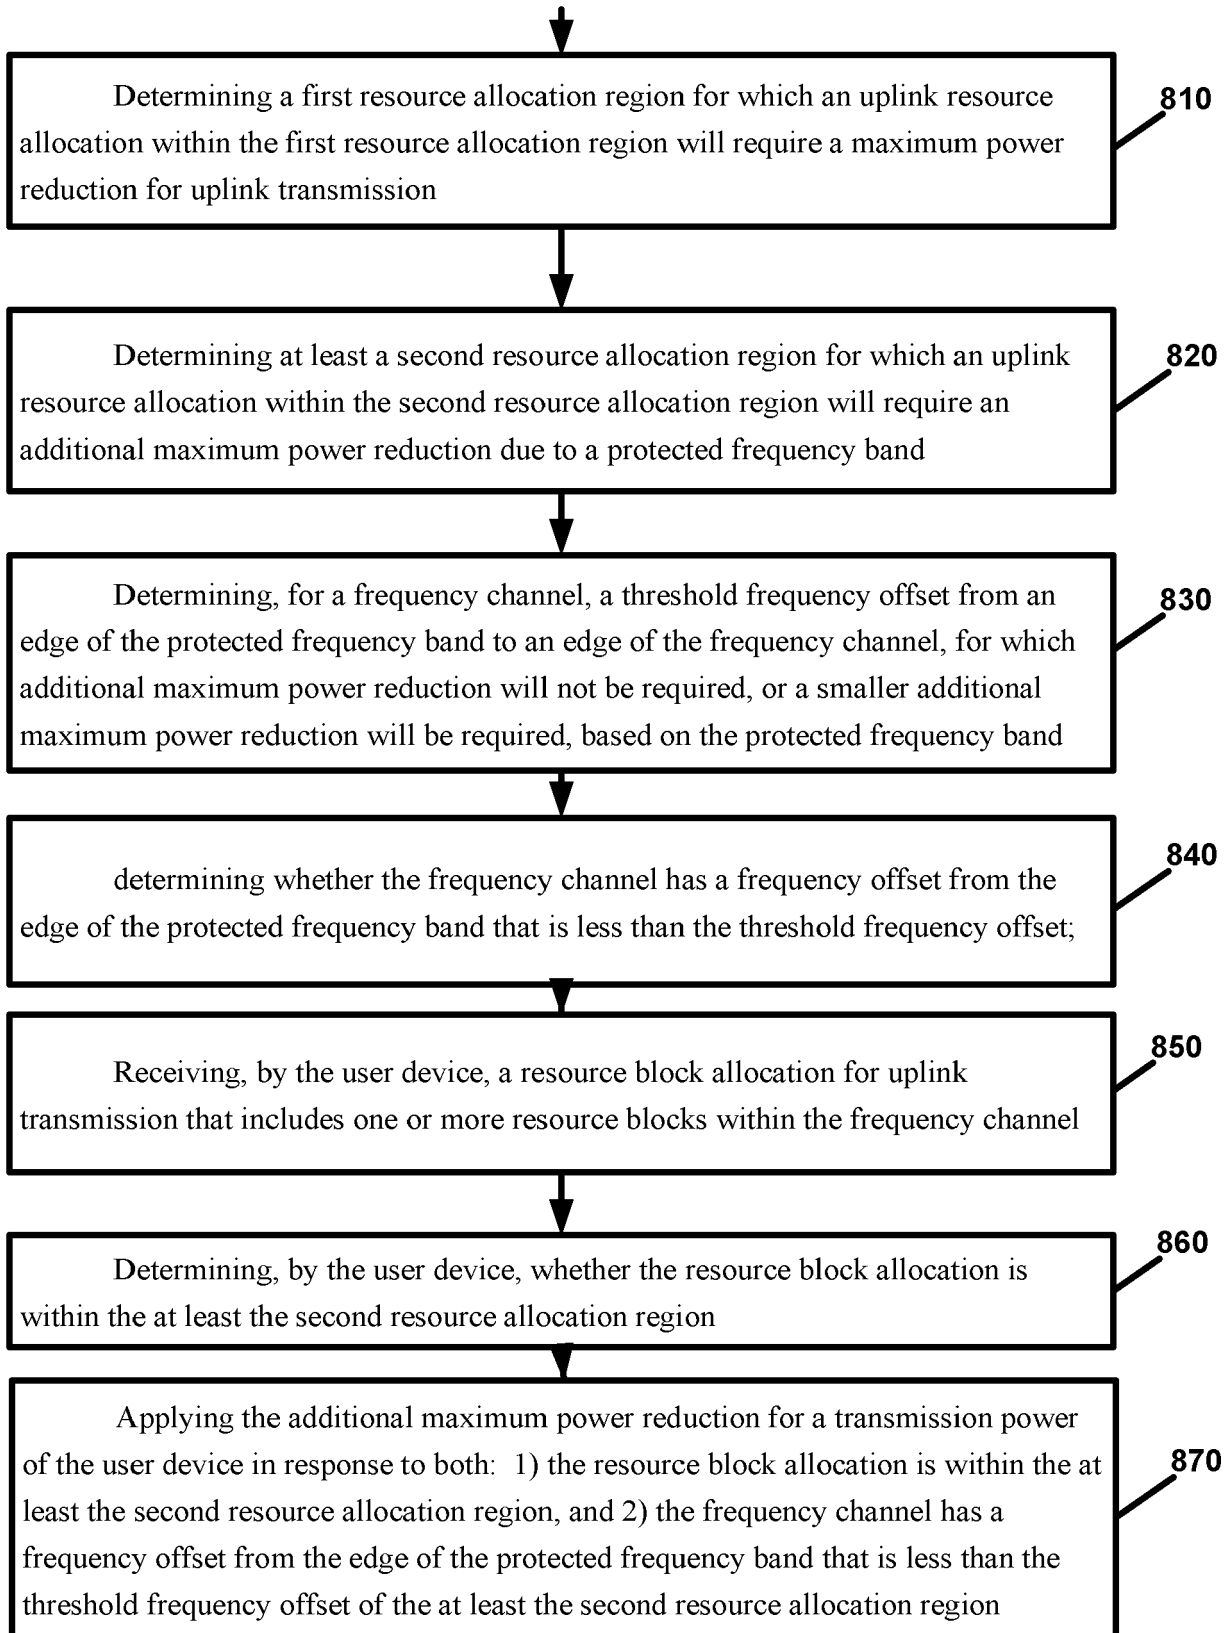 Determining a first resource allocation region for which an uplink resource
810
allocation within the first resource allocation region will require a maximum power
reduction for uplink transmission
Determining at least a second resource allocation region for which an uplink
820
resource allocation within the second resource allocation region will require an
additional maximum power reduction due to a protected frequency band
Determining, for a frequency channel, a threshold frequency offset from an
830
edge of the protected frequency band to an edge of the frequency channel, for which
additional maximum power reduction will not be required, or a smaller additional
maximum power reduction will be required, based on the protected frequency band
840
determining whether the frequency channel has a frequency offset from the
edge of the protected frequency band that is less than the threshold frequency offset;
850
Receiving, by the user device, a resource block allocation for uplink
transmission that includes one or more resource blocks within the frequency channel
860
Determining, by the user device, whether the resource block allocation is
within the at least the second resource allocation region
Applying the additional maximum power reduction for a transmission power
870
of the user device in response to both: 1) the resource block allocation is within the at
least the second resource allocation region, and 2) the frequency channel has a
frequency offset from the edge of the protected frequency band that is less than the
threshold frequency offset of the at least the second resource allocation region